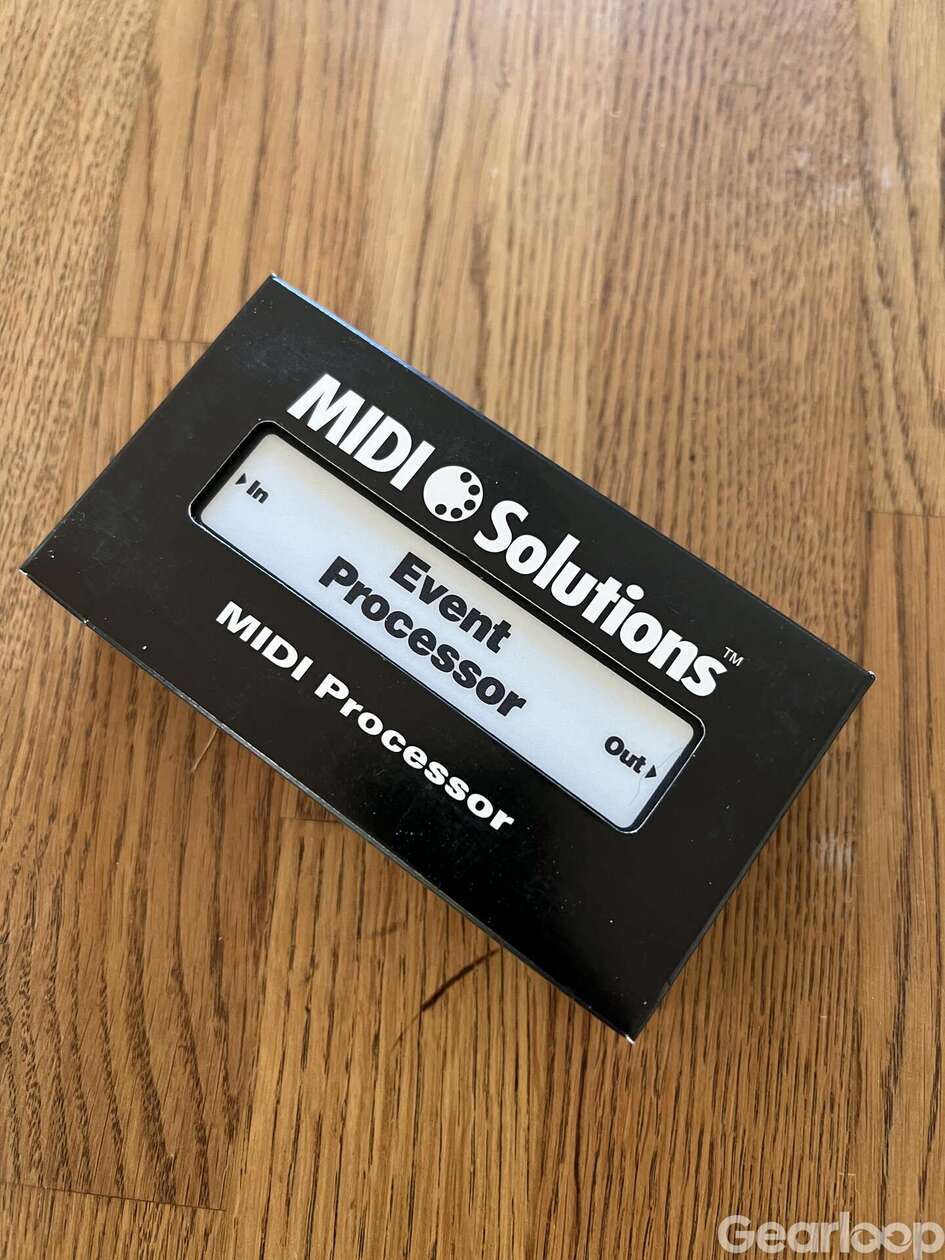 MIDI Solutions™
▸In
Event
Processor
Out▸
MIDI Processor
Gearloop